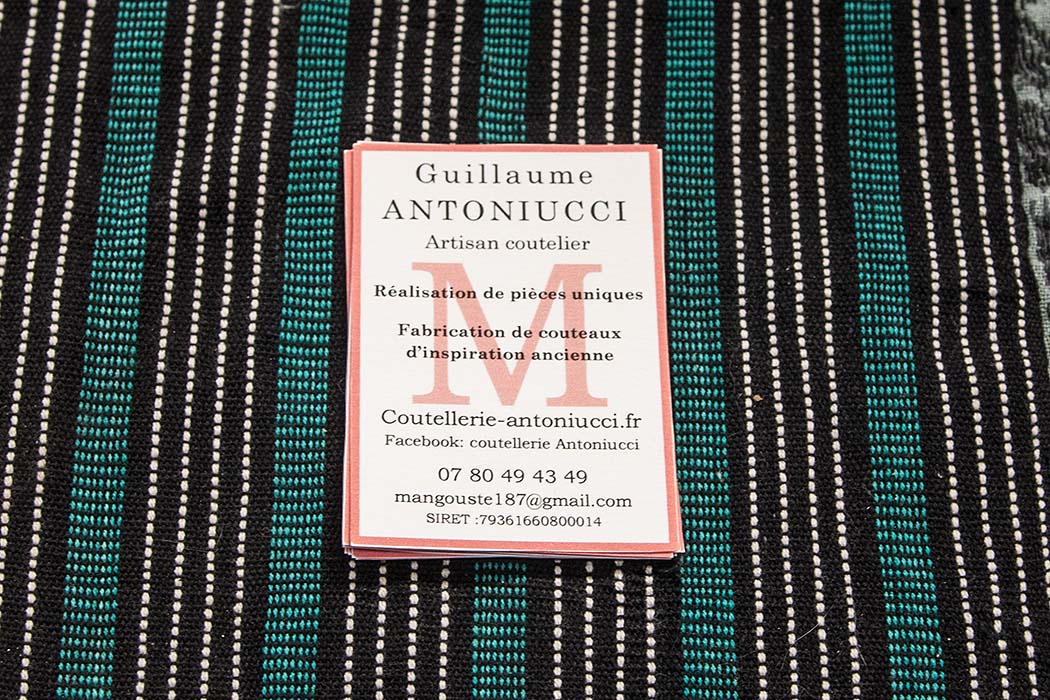 Guillaume
ANTONIUCCI
Artisan coutelier
M
Réalisation de pièces uniques
Fabrication de couteaux
d'inspiration ancienne
Coutellerie-antoniucci.fr
Facebook: coutellerie Antoniucci
07 80 49 43 49
mangouste187@gmail.com
SIRET :79361660800014